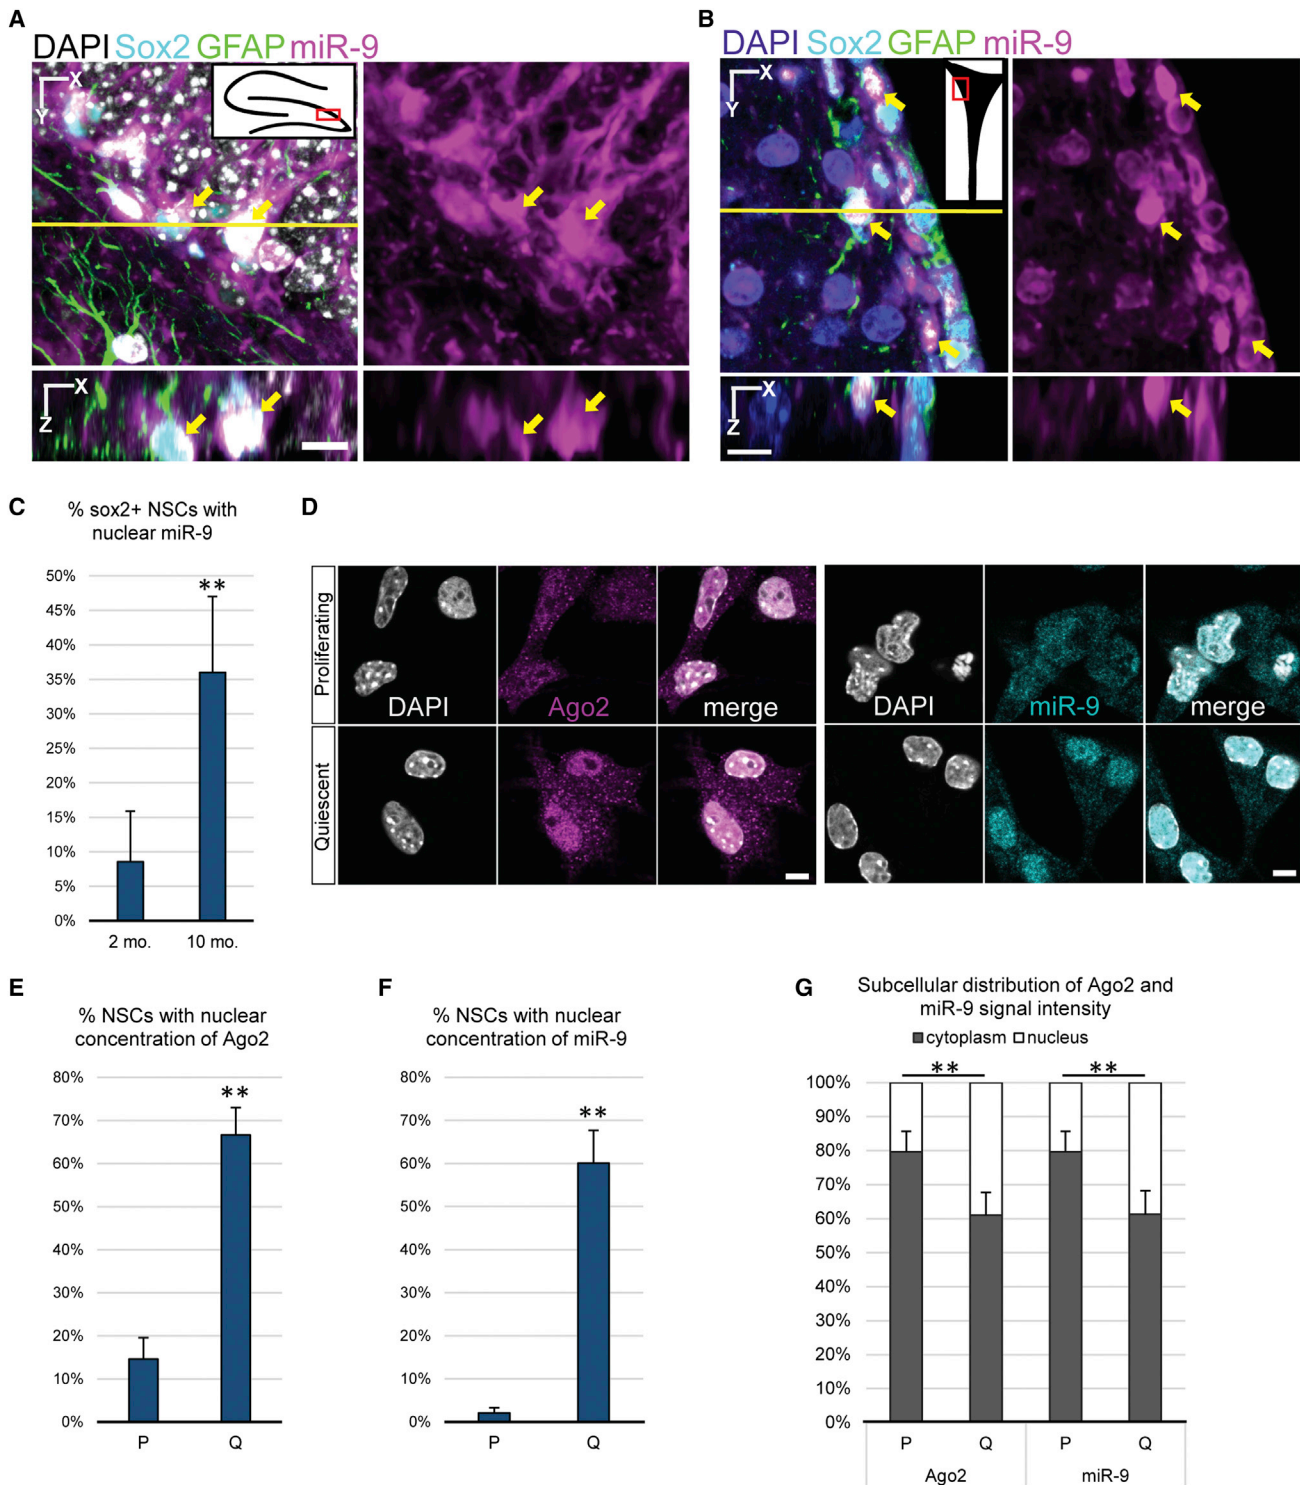 A
DAPI Sox2 GFAP miR-9
X
Y
X
Z
B
DAPI Sox2 GFAP miR-9
X
Y
X
Z
C
% sox2+ NSCs with
nuclear miR-9
50%
45%
40%
35%
30%
25%
20%
15%
10%
5%
0%
**
2 mo. 10 mo.
D
Proliferating
DAPI Ago2 merge
DAPI miR-9 merge
Quiescent
E
% NSCs with nuclear
concentration of Ago2
80%
70%
60%
50%
40%
30%
20%
10%
0%
**
P Q
F
% NSCs with nuclear
concentration of miR-9
80%
70%
60%
50%
40%
30%
20%
10%
0%
**
P Q
G
Subcellular distribution of Ago2 and
miR-9 signal intensity
cytoplasm nucleus
** **
100%
90%
80%
70%
60%
50%
40%
30%
20%
10%
0%
P Q P Q
Ago2 miR-9